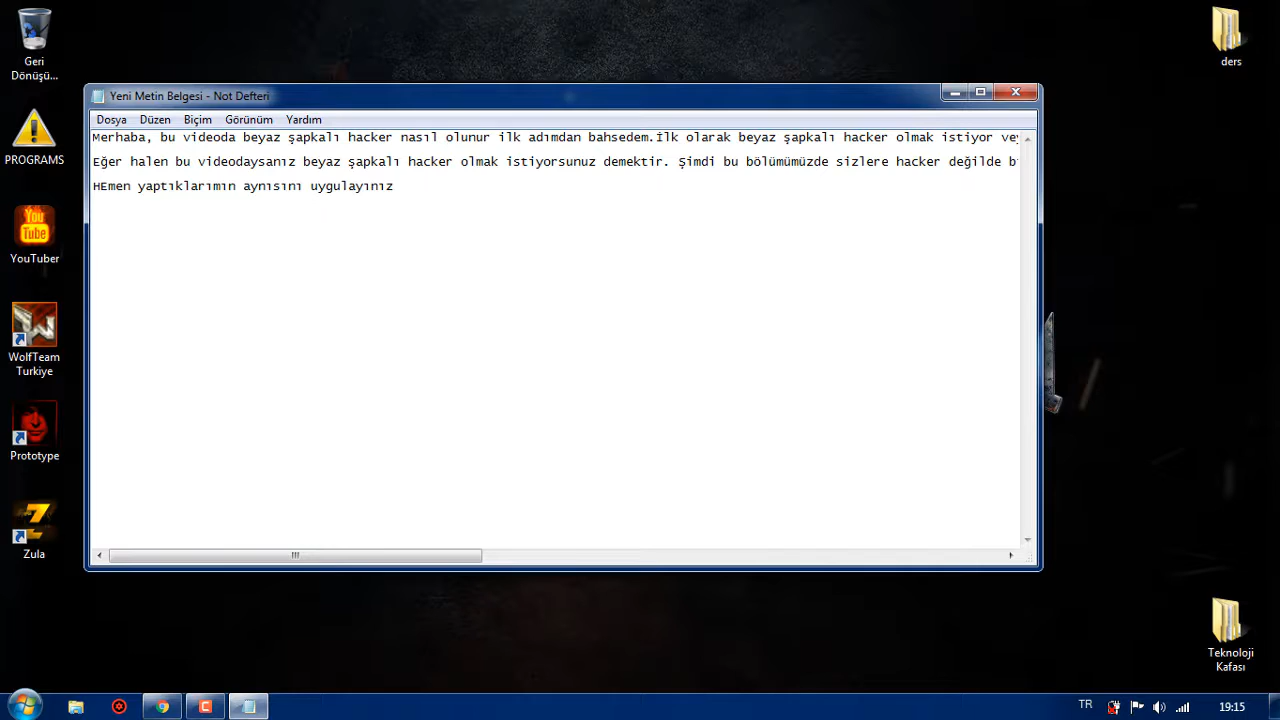 Geri
Dönüşü...
PROGRAMS
You
Tube
YouTuber
WolfTeam
Turkiye
Prototype
Zula
ders
Yeni Metin Belgesi - Not Defteri
Dosya Düzen Biçim Görünüm Yardım
Merhaba, bu videoda beyaz şapkalı hacker nasıl olunur ilk adımdan bahsedem.İlk olarak beyaz şapkalı hacker olmak istiyor
Eğer halen bu videodaysanız beyaz şapkalı hacker olmak istiyorsunuz demektir. Şimdi bu bölümümüzde sizlere hacker değilde
HEmen yaptıklarımın aynısını uygulayınız
Teknoloji
Kafası
TR
19:15